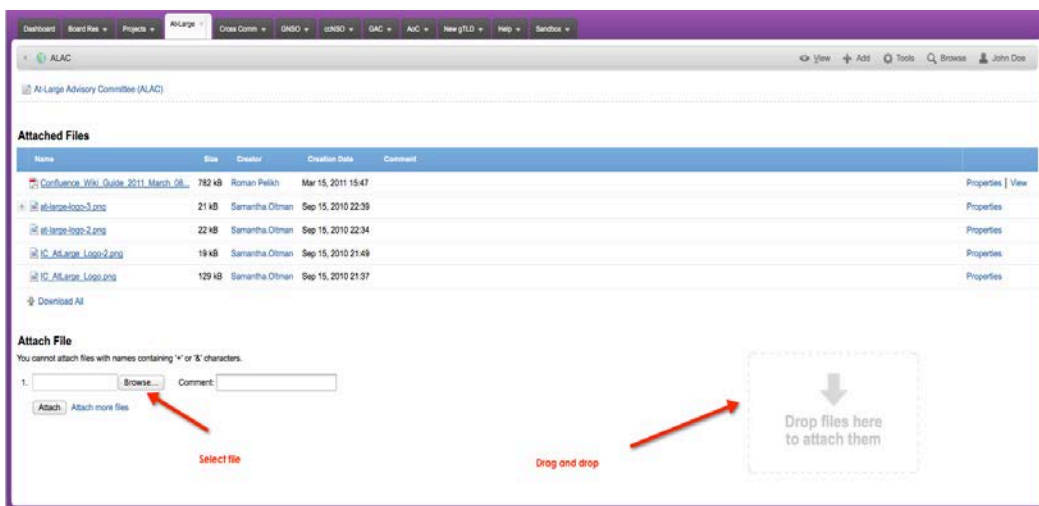 Dashboard Board Res Projects At-Large Cross Comm GNSO ccNSO GAC AoC New gTLD Help Sandbox
ALAC View Add Tools Browse John Doe
At-Large Advisory Committee (ALAC)
Attached Files
Name Size Creator Creation Date Comment
Confluence_Wiki_Guide_2011_March_08... 782 kB Roman Pelikh Mar 15, 2011 15:47 Properties | View
at-large-logo-3.png 21 kB Samantha.Oltman Sep 15, 2010 22:39 Properties
at-large-logo-2.png 22 kB Samantha.Oltman Sep 15, 2010 22:34 Properties
IC_AtLarge_Logo-2.png 19 kB Samantha.Oltman Sep 15, 2010 21:49 Properties
IC_AtLarge_Logo.png 129 kB Samantha.Oltman Sep 15, 2010 21:37 Properties
Download All
Attach File
You cannot attach files with names containing '+' or '&' characters.
1. Browse... Comment:
Attach Attach more files
Drop files here
to attach them
Select file
Drag and drop